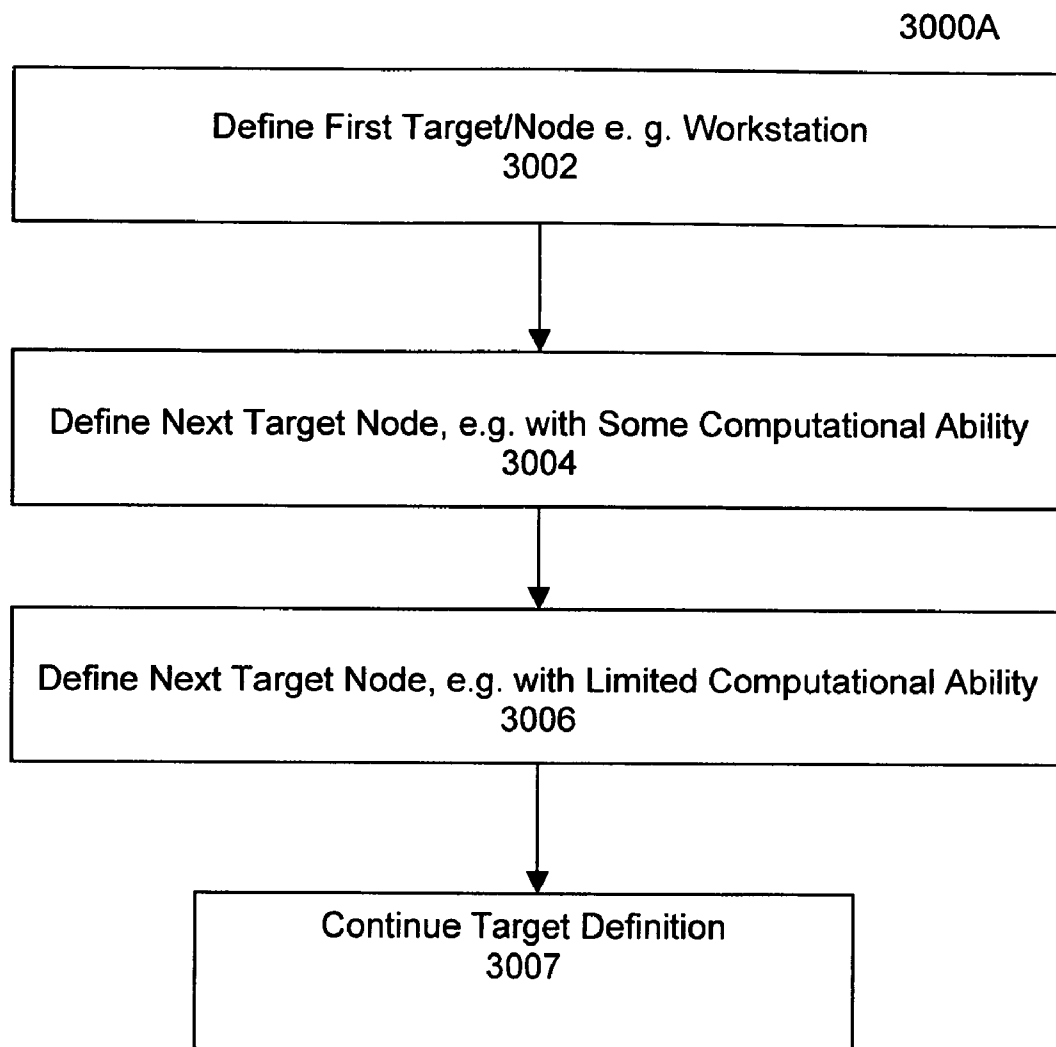 3000A
Define First Target/Node e. g. Workstation
3002
Define Next Target Node, e.g. with Some Computational Ability
3004
Define Next Target Node, e.g. with Limited Computational Ability
3006
Continue Target Definition
3007